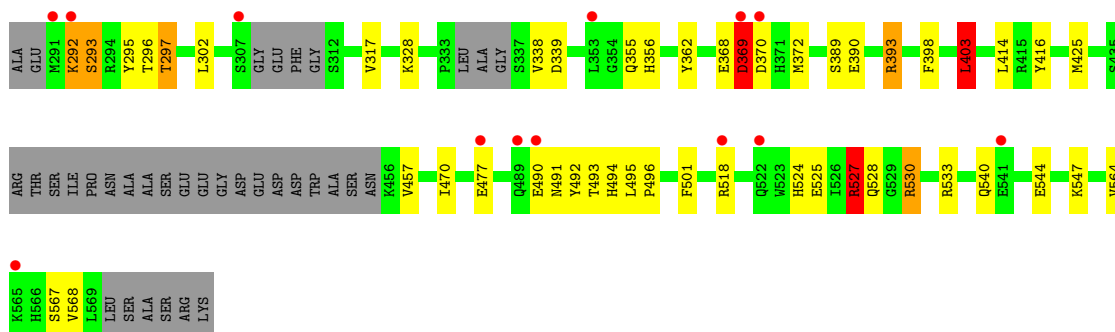 ALA GLU M291 K292 S293 R294 Y295 T296 T297 L302 S307 GLY GLU PHE GLY S312 V317 K328 P333 LEU ALA GLY S337 V338 D339 L353 G354 Q355 H356 Y362 E368 D369 D370 H371 M372 S389 E390 R393 F398 L403 L414 R415 Y416 M425 S435
ARG THR SER ILE PRO ASN ALA ALA SER GLU GLU GLY ASP GLU ASP ASP TRP ALA SER ASN K456 V457 I470 E477 Q489 E490 N491 Y492 T493 H494 L495 P496 F501 R518 Q522 W523 H524 E525 I526 R527 Q528 G529 R530 R533 Q540 E541 E544 K547 V554
K565 H566 S567 V568 L569 LEU SER ALA SER ARG LYS